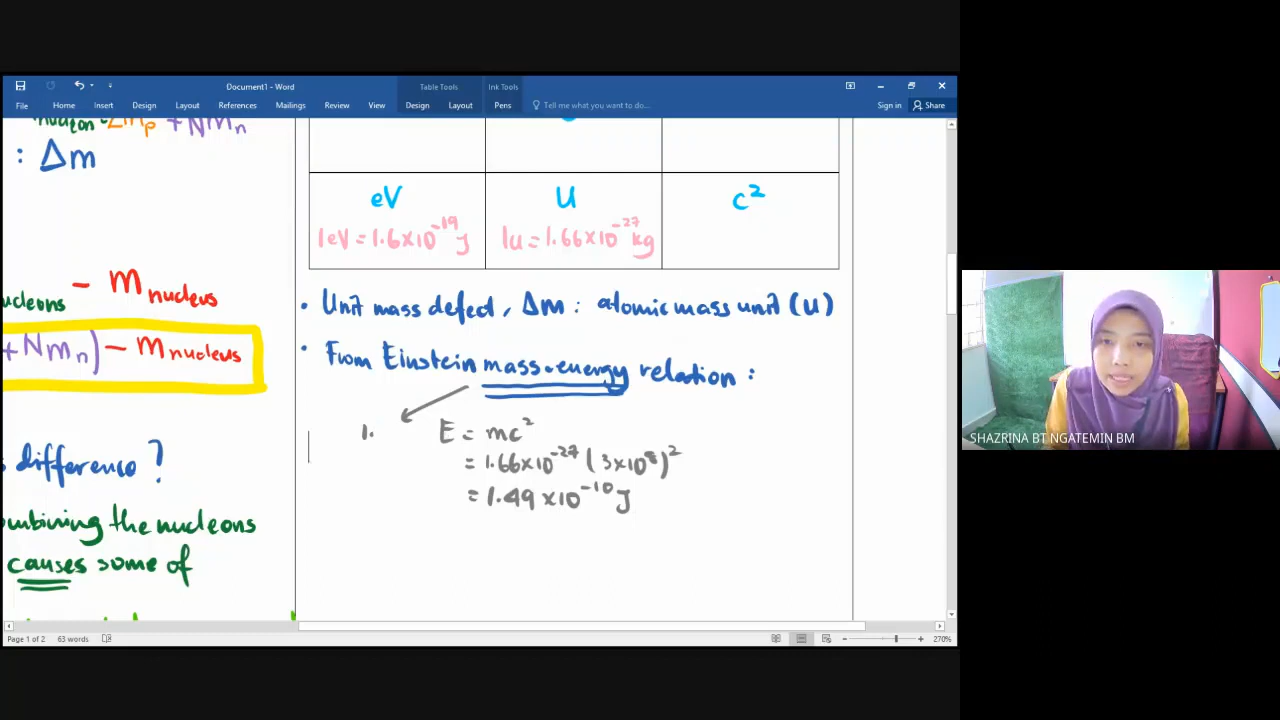 Document1 - Word
Table Tools
Ink Tools
File Home Insert Design Layout References Mailings Review View Design Layout Pens Tell me what you want to do... Sign in Share
: Δm
- m nucleus
+ Nmn) - m nucleus
difference?
the nucleons
causes some of
eV
1eV = 1.6×10^-19 J
U
1u = 1.66×10^-27 kg
c²
• Unit mass defect, Δm : atomic mass unit (u)
• From Einstein mass-energy relation :
1. E = mc²
= 1.66×10^-27 (3×10^8)²
= 1.49×10^-10 J
Page 1 of 2 63 words 270%
SHAZRINA BT NGATEMIN BM